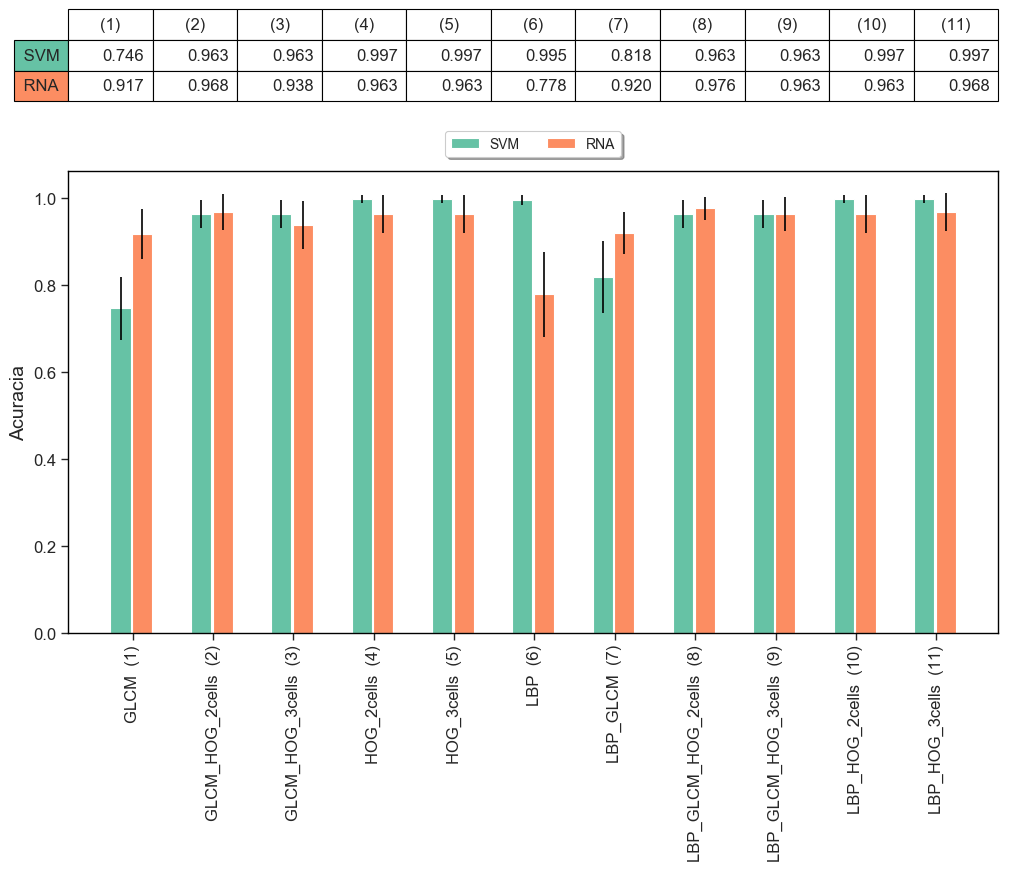 (1) (2) (3) (4) (5) (6) (7) (8) (9) (10) (11)
SVM 0.746 0.963 0.963 0.997 0.997 0.995 0.818 0.963 0.963 0.997 0.997
RNA 0.917 0.968 0.938 0.963 0.963 0.778 0.920 0.976 0.963 0.963 0.968
SVM RNA
Acuracia
1.0
0.8
0.6
0.4
0.2
0.0
GLCM (1)
GLCM_HOG_2cells (2)
GLCM_HOG_3cells (3)
HOG_2cells (4)
HOG_3cells (5)
LBP (6)
LBP_GLCM (7)
LBP_GLCM_HOG_2cells (8)
LBP_GLCM_HOG_3cells (9)
LBP_HOG_2cells (10)
LBP_HOG_3cells (11)